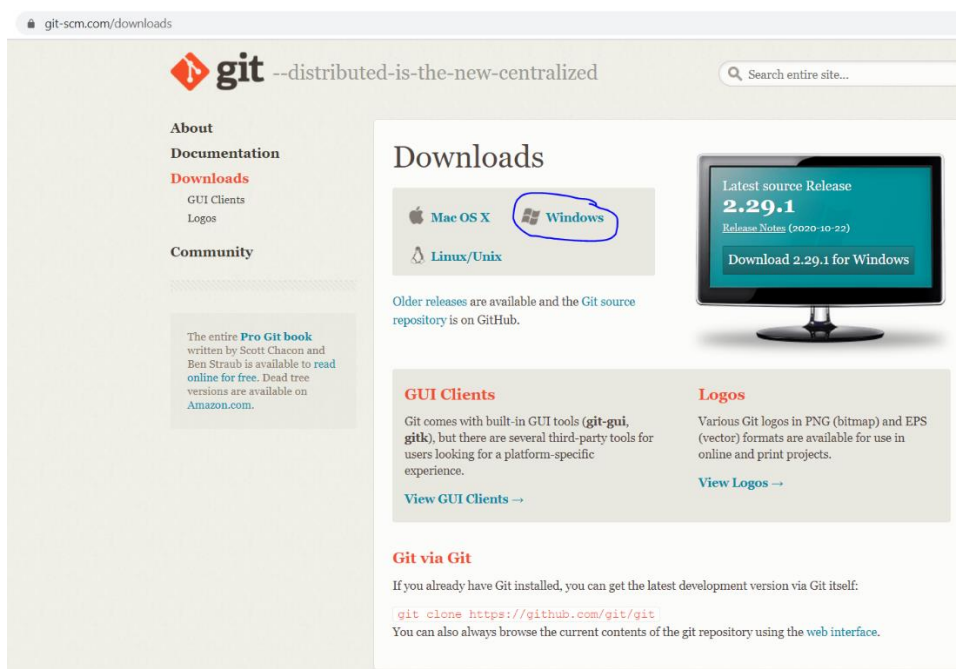 git-scm.com/downloads
git --distributed-is-the-new-centralized
Search entire site...
About
Documentation
Downloads
GUI Clients
Logos
Community
The entire Pro Git book
written by Scott Chacon and
Ben Straub is available to read
online for free. Dead tree
versions are available on
Amazon.com.
Downloads
Mac OS X
Windows
Linux/Unix
Older releases are available and the Git source
repository is on GitHub.
Latest source Release
2.29.1
Release Notes (2020-10-22)
Download 2.29.1 for Windows
GUI Clients
Git comes with built-in GUI tools (git-gui,
gitk), but there are several third-party tools for
users looking for a platform-specific
experience.
View GUI Clients →
Logos
Various Git logos in PNG (bitmap) and EPS
(vector) formats are available for use in
online and print projects.
View Logos →
Git via Git
If you already have Git installed, you can get the latest development version via Git itself:
git clone https://github.com/git/git
You can also always browse the current contents of the git repository using the web interface.